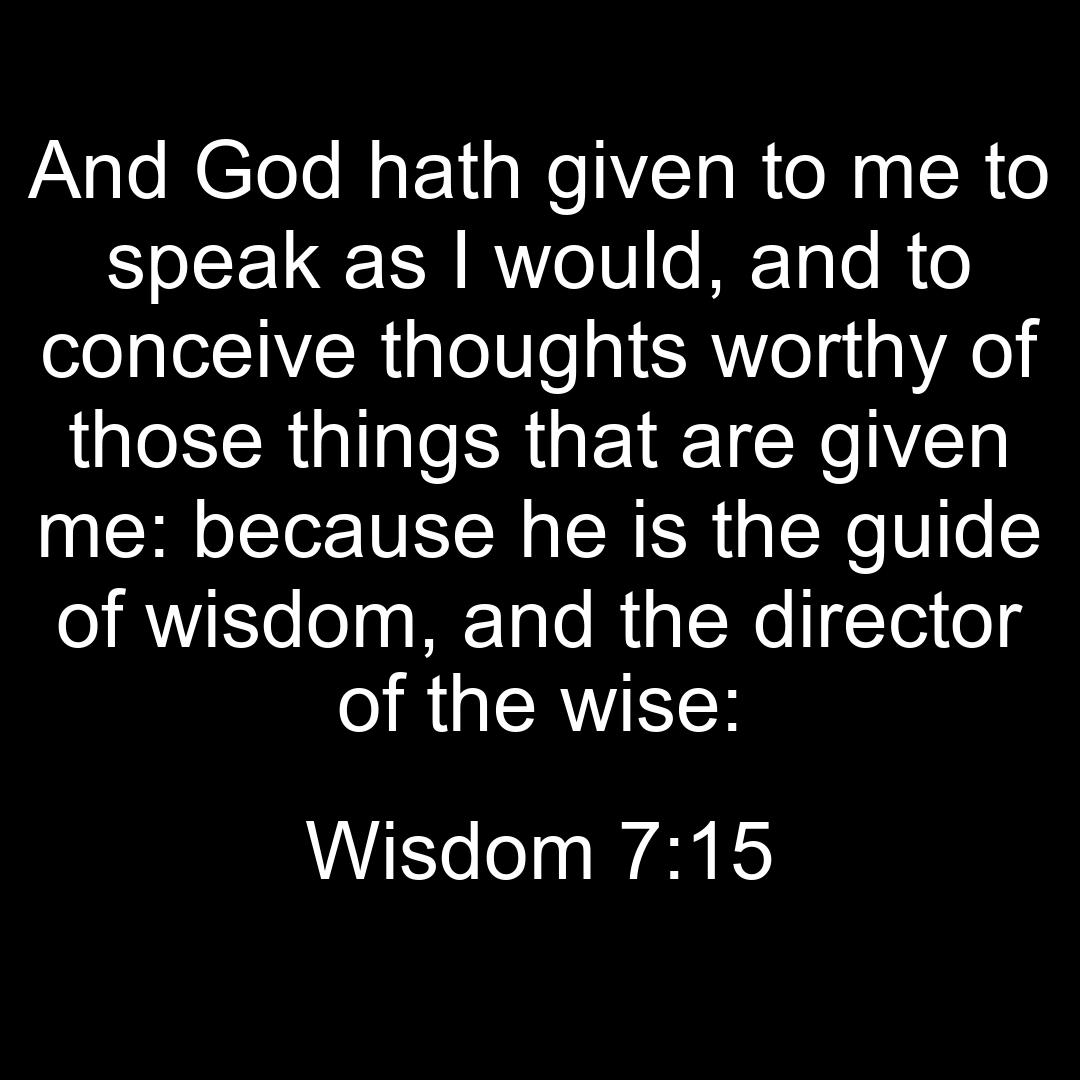 And God hath given to me to
speak as I would, and to
conceive thoughts worthy of
those things that are given
me: because he is the guide
of wisdom, and the director
of the wise:
Wisdom 7:15